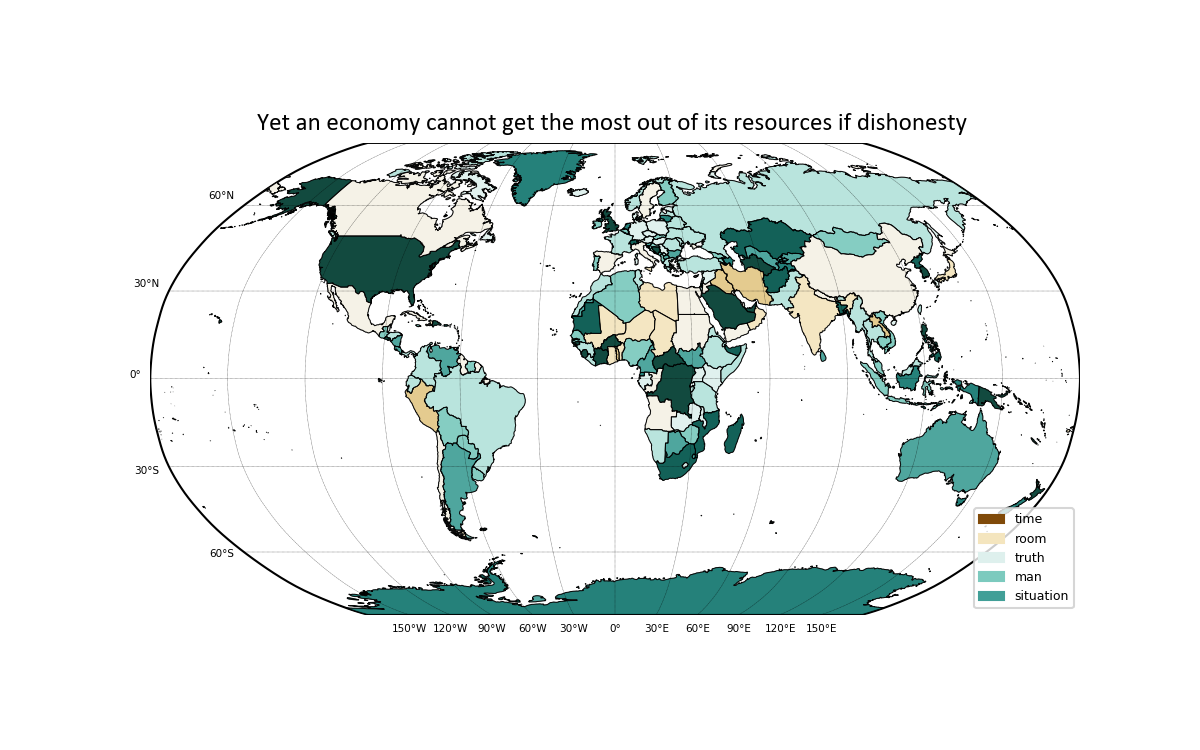 Yet an economy cannot get the most out of its resources if dishonesty
60°N
30°N
0°
30°S
60°S
150°W 120°W 90°W 60°W 30°W 0° 30°E 60°E 90°E 120°E 150°E
time
room
truth
man
situation